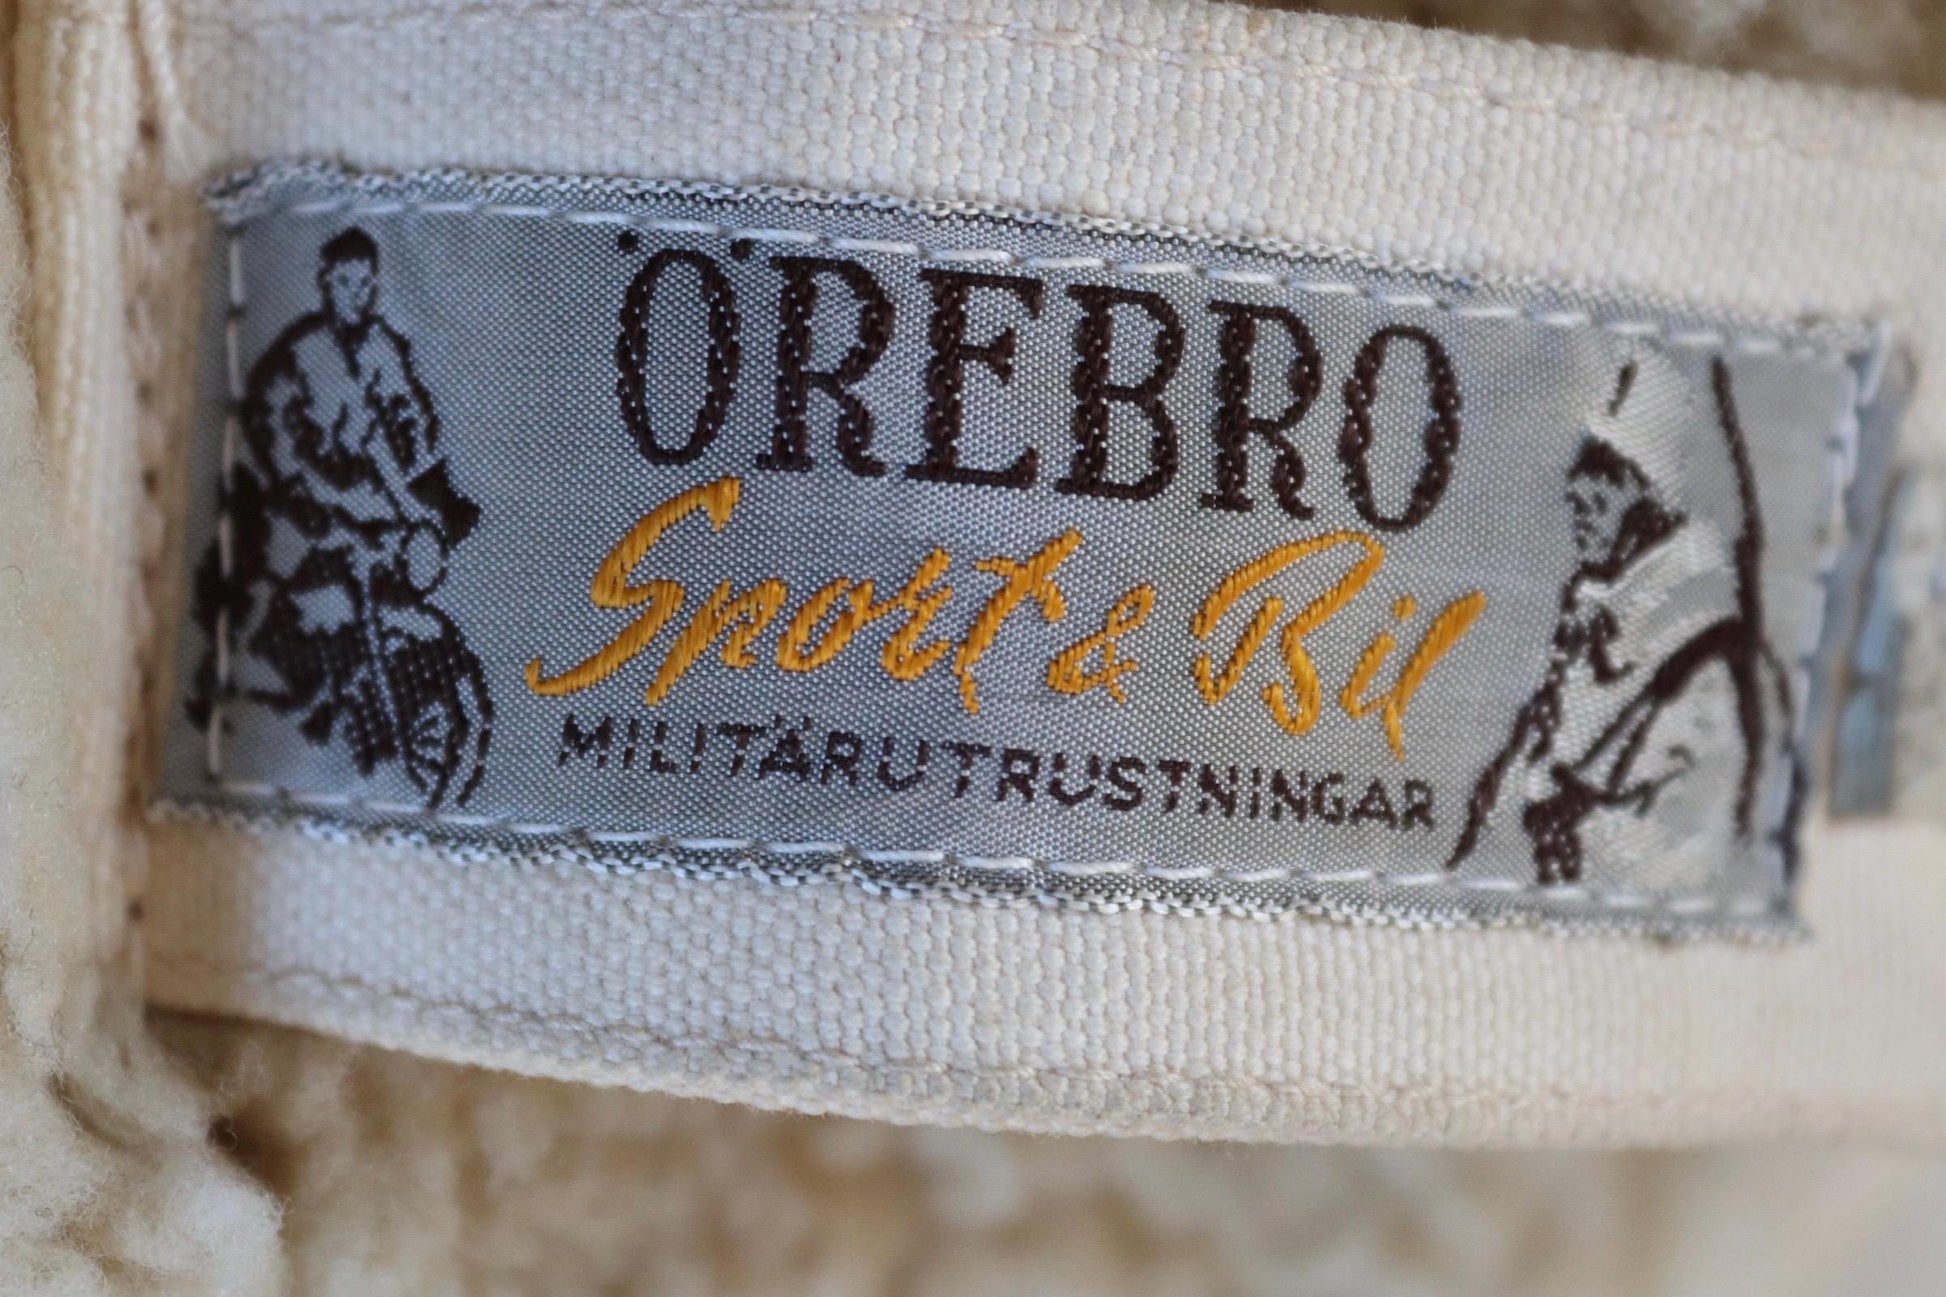 ÖREBRO
Sport & Bil
MILITÄRUTRUSTNINGAR